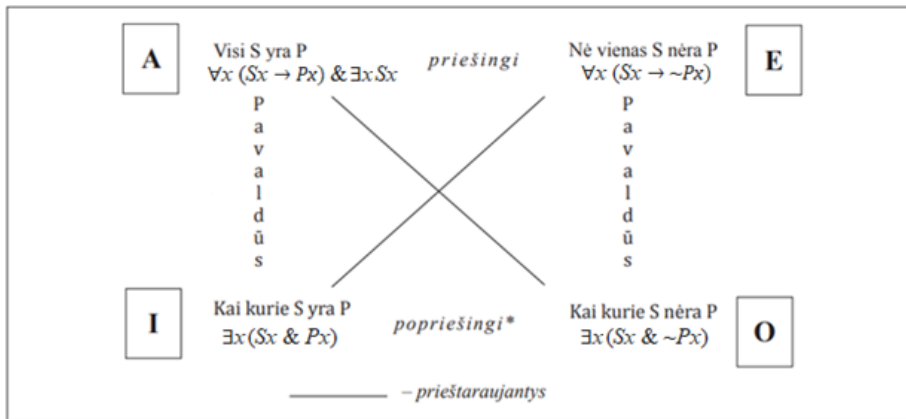 A
Visi S yra P
∀x (Sx → Px) & ∃xSx
priešingi
Nė vienas S nėra P
∀x (Sx → ~Px)
E
P
a
v
a
l
d
ū
s
P
a
v
a
l
d
ū
s
I
Kai kurie S yra P
∃x(Sx & Px)
popriešingi*
Kai kurie S nėra P
∃x(Sx & ~Px)
O
– prieštaraujantys